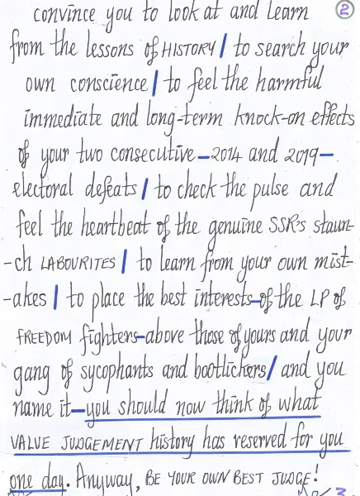 convince you to look at and learn
②
from the lessons of HISTORY/ to search your
own conscience/ to feel the harmful
immediate and long-term knock-on effects
of your two consecutive –2014 and 2019–
electoral defeats/ to check the pulse and
feel the heartbeat of the genuine SSR's staun-
-ch LABOURITES/ to learn from your own mist-
-akes/ to place the best interests–of the LP of
FREEDOM fighters–above those of yours and your
gang of sycophants and bootlickers/ and you
name it–you should now think of what
VALUE JUDGEMENT history has reserved for you
one day. Anyway, BE YOUR OWN BEST JUDGE!